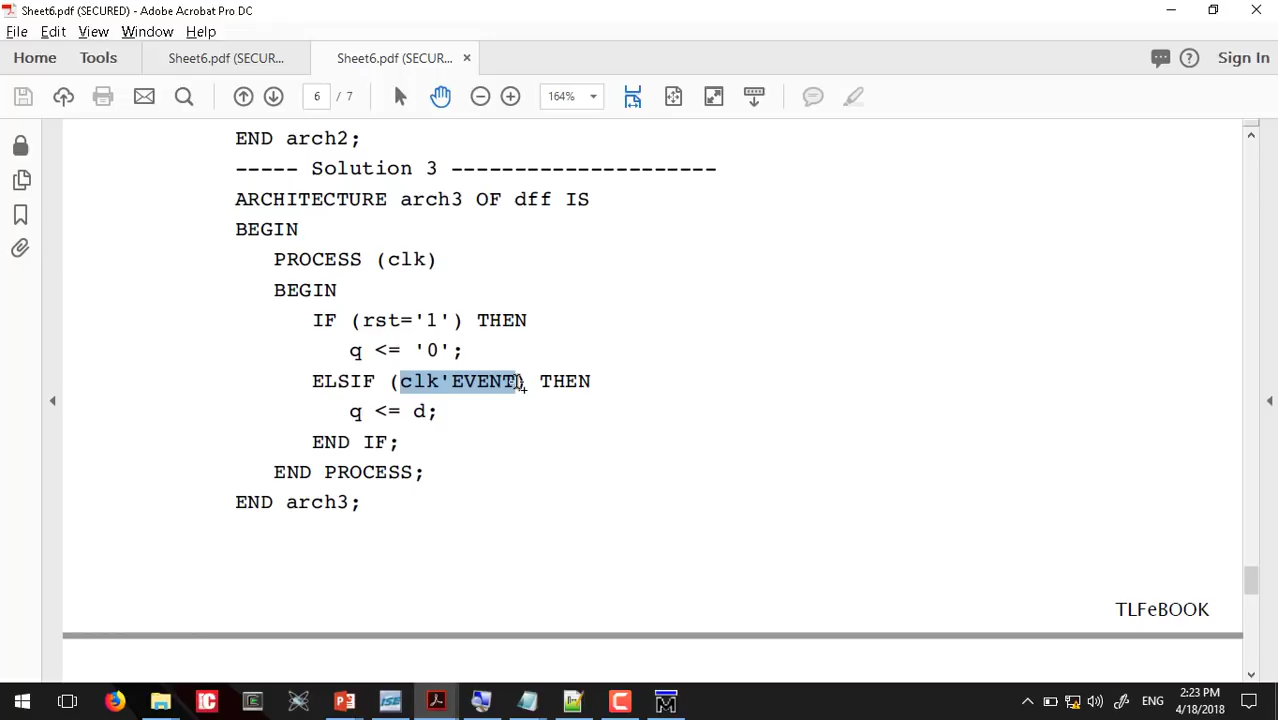 Sheet6.pdf (SECURED) - Adobe Acrobat Pro DC
File Edit View Window Help
Home Tools Sheet6.pdf (SECUR... Sheet6.pdf (SECUR... × Sign In
6 / 7 164%
END arch2;
----- Solution 3 ---------------------
ARCHITECTURE arch3 OF dff IS
BEGIN
PROCESS (clk)
BEGIN
IF (rst='1') THEN
q <= '0';
ELSIF (clk'EVENT) THEN
q <= d;
END IF;
END PROCESS;
END arch3;
TLFeBOOK
ISE
ENG
2:23 PM
4/18/2018